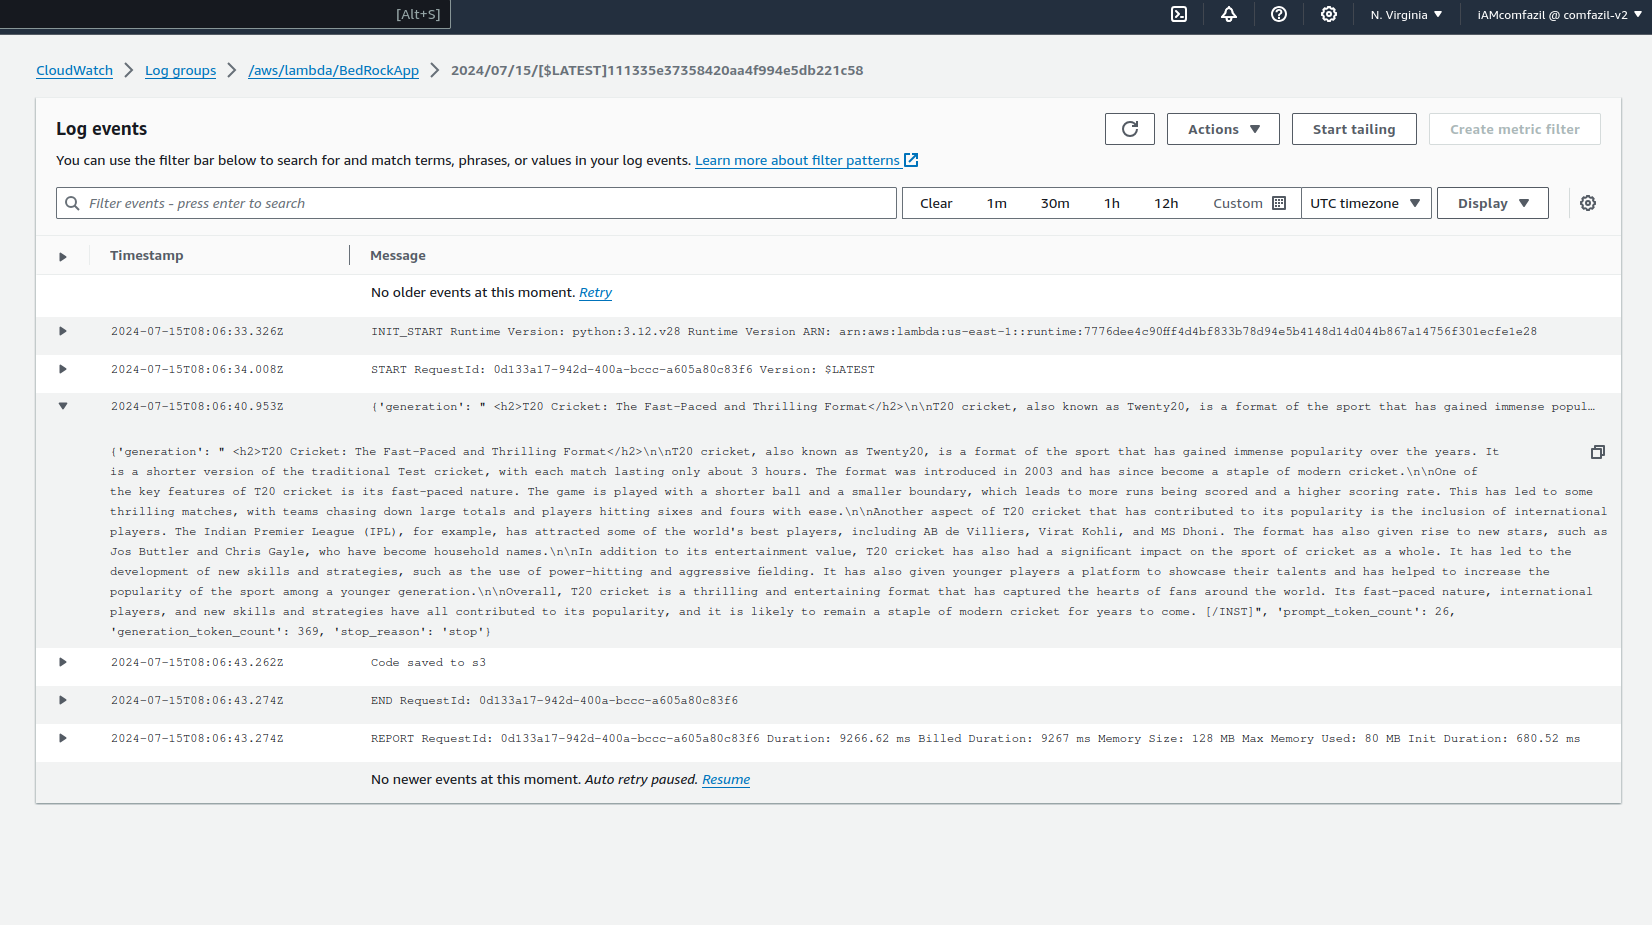 [Alt+S]
N. Virginia
iAMcomfazil @ comfazil-v2
CloudWatch
Log groups
/aws/lambda/BedRockApp
2024/07/15/[$LATEST]111335e37358420aa4f994e5db221c58
Log events
Actions
Start tailing
Create metric filter
You can use the filter bar below to search for and match terms, phrases, or values in your log events. Learn more about filter patterns
Filter events - press enter to search
Clear
1m
30m
1h
12h
Custom
UTC timezone
Display
Timestamp
Message
No older events at this moment. Retry
2024-07-15T08:06:33.326Z
INIT_START Runtime Version: python:3.12.v28 Runtime Version ARN: arn:aws:lambda:us-east-1::runtime:7776dee4c90fff4d4bf833b78d94e5b4148d14d044b867a14756f301ecfe1e28
2024-07-15T08:06:34.008Z
START RequestId: 0d133a17-942d-400a-bccc-a605a80c83f6 Version: $LATEST
2024-07-15T08:06:40.953Z
{'generation': " <h2>T20 Cricket: The Fast-Paced and Thrilling Format</h2>\n\nT20 cricket, also known as Twenty20, is a format of the sport that has gained immense popul…
{'generation': " <h2>T20 Cricket: The Fast-Paced and Thrilling Format</h2>\n\nT20 cricket, also known as Twenty20, is a format of the sport that has gained immense popularity over the years. It
is a shorter version of the traditional Test cricket, with each match lasting only about 3 hours. The format was introduced in 2003 and has since become a staple of modern cricket.\n\nOne of
the key features of T20 cricket is its fast-paced nature. The game is played with a shorter ball and a smaller boundary, which leads to more runs being scored and a higher scoring rate. This has led to some
thrilling matches, with teams chasing down large totals and players hitting sixes and fours with ease.\n\nAnother aspect of T20 cricket that has contributed to its popularity is the inclusion of international
players. The Indian Premier League (IPL), for example, has attracted some of the world's best players, including AB de Villiers, Virat Kohli, and MS Dhoni. The format has also given rise to new stars, such as
Jos Buttler and Chris Gayle, who have become household names.\n\nIn addition to its entertainment value, T20 cricket has also had a significant impact on the sport of cricket as a whole. It has led to the
development of new skills and strategies, such as the use of power-hitting and aggressive fielding. It has also given younger players a platform to showcase their talents and has helped to increase the
popularity of the sport among a younger generation.\n\nOverall, T20 cricket is a thrilling and entertaining format that has captured the hearts of fans around the world. Its fast-paced nature, international
players, and new skills and strategies have all contributed to its popularity, and it is likely to remain a staple of modern cricket for years to come. [/INST]", 'prompt_token_count': 26,
'generation_token_count': 369, 'stop_reason': 'stop'}
2024-07-15T08:06:43.262Z
Code saved to s3
2024-07-15T08:06:43.274Z
END RequestId: 0d133a17-942d-400a-bccc-a605a80c83f6
2024-07-15T08:06:43.274Z
REPORT RequestId: 0d133a17-942d-400a-bccc-a605a80c83f6 Duration: 9266.62 ms Billed Duration: 9267 ms Memory Size: 128 MB Max Memory Used: 80 MB Init Duration: 680.52 ms
No newer events at this moment. Auto retry paused. Resume